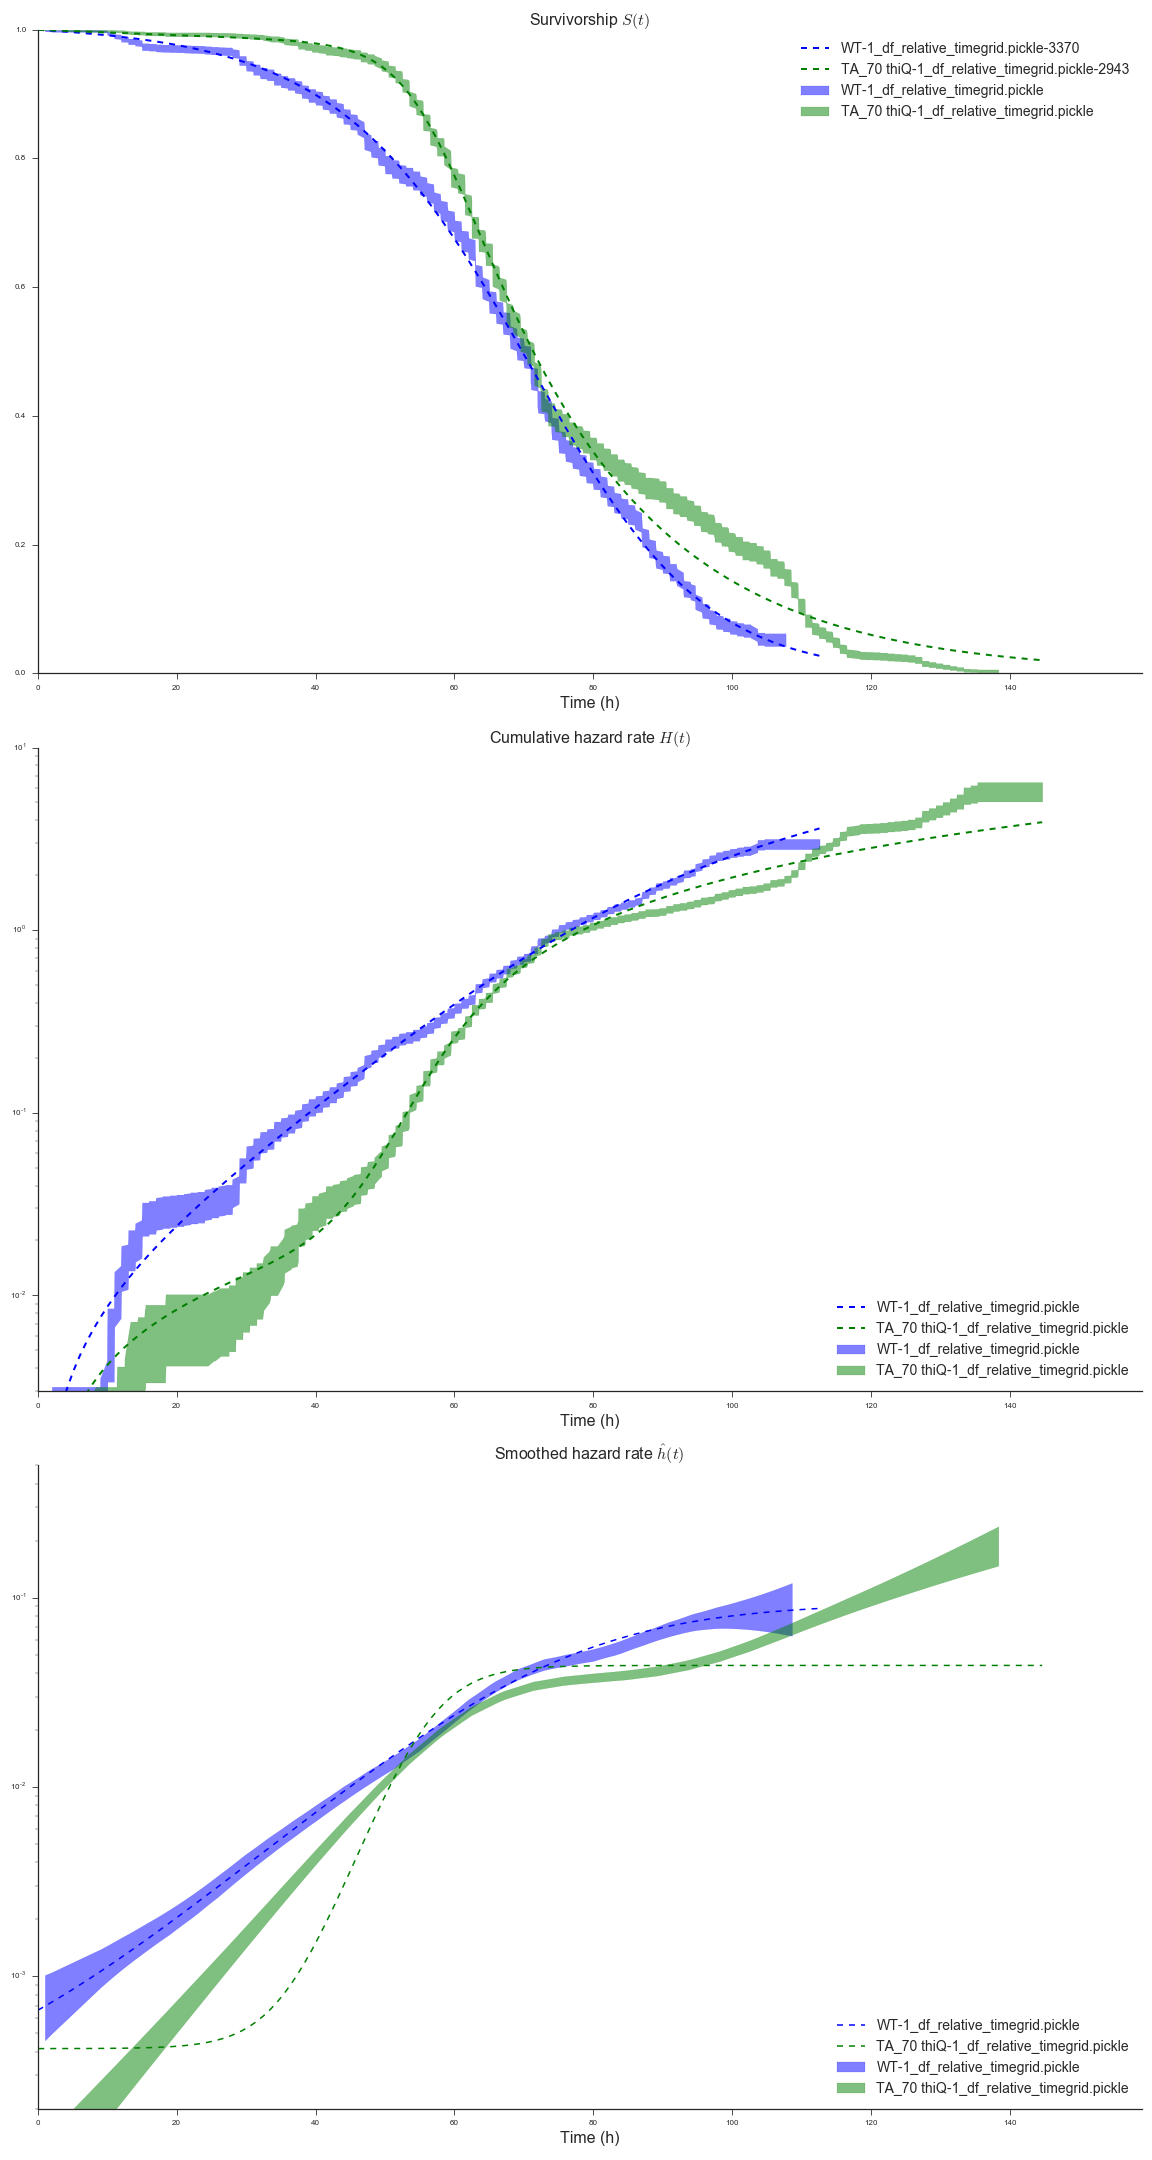 Survivorship S(t)
1.0
0.8
0.6
0.4
0.2
0.0
WT-1_df_relative_timegrid.pickle-3370
TA_70 thiQ-1_df_relative_timegrid.pickle-2943
WT-1_df_relative_timegrid.pickle
TA_70 thiQ-1_df_relative_timegrid.pickle
0 20 40 60 80 100 120 140
Time (h)
Cumulative hazard rate H(t)
10¹
10⁰
10⁻¹
10⁻²
WT-1_df_relative_timegrid.pickle
TA_70 thiQ-1_df_relative_timegrid.pickle
WT-1_df_relative_timegrid.pickle
TA_70 thiQ-1_df_relative_timegrid.pickle
0 20 40 60 80 100 120 140
Time (h)
Smoothed hazard rate ĥ(t)
10⁻¹
10⁻²
10⁻³
WT-1_df_relative_timegrid.pickle
TA_70 thiQ-1_df_relative_timegrid.pickle
WT-1_df_relative_timegrid.pickle
TA_70 thiQ-1_df_relative_timegrid.pickle
0 20 40 60 80 100 120 140
Time (h)